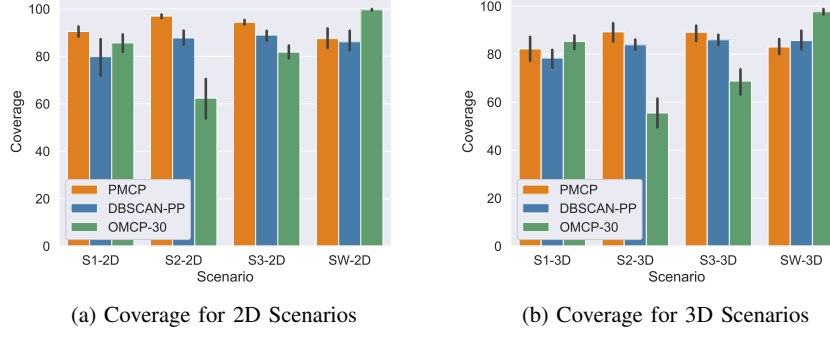 100
80
60
40
20
0
Coverage
PMCP
DBSCAN-PP
OMCP-30
S1-2D S2-2D S3-2D SW-2D
Scenario
(a) Coverage for 2D Scenarios
100
80
60
40
20
0
Coverage
PMCP
DBSCAN-PP
OMCP-30
S1-3D S2-3D S3-3D SW-3D
Scenario
(b) Coverage for 3D Scenarios